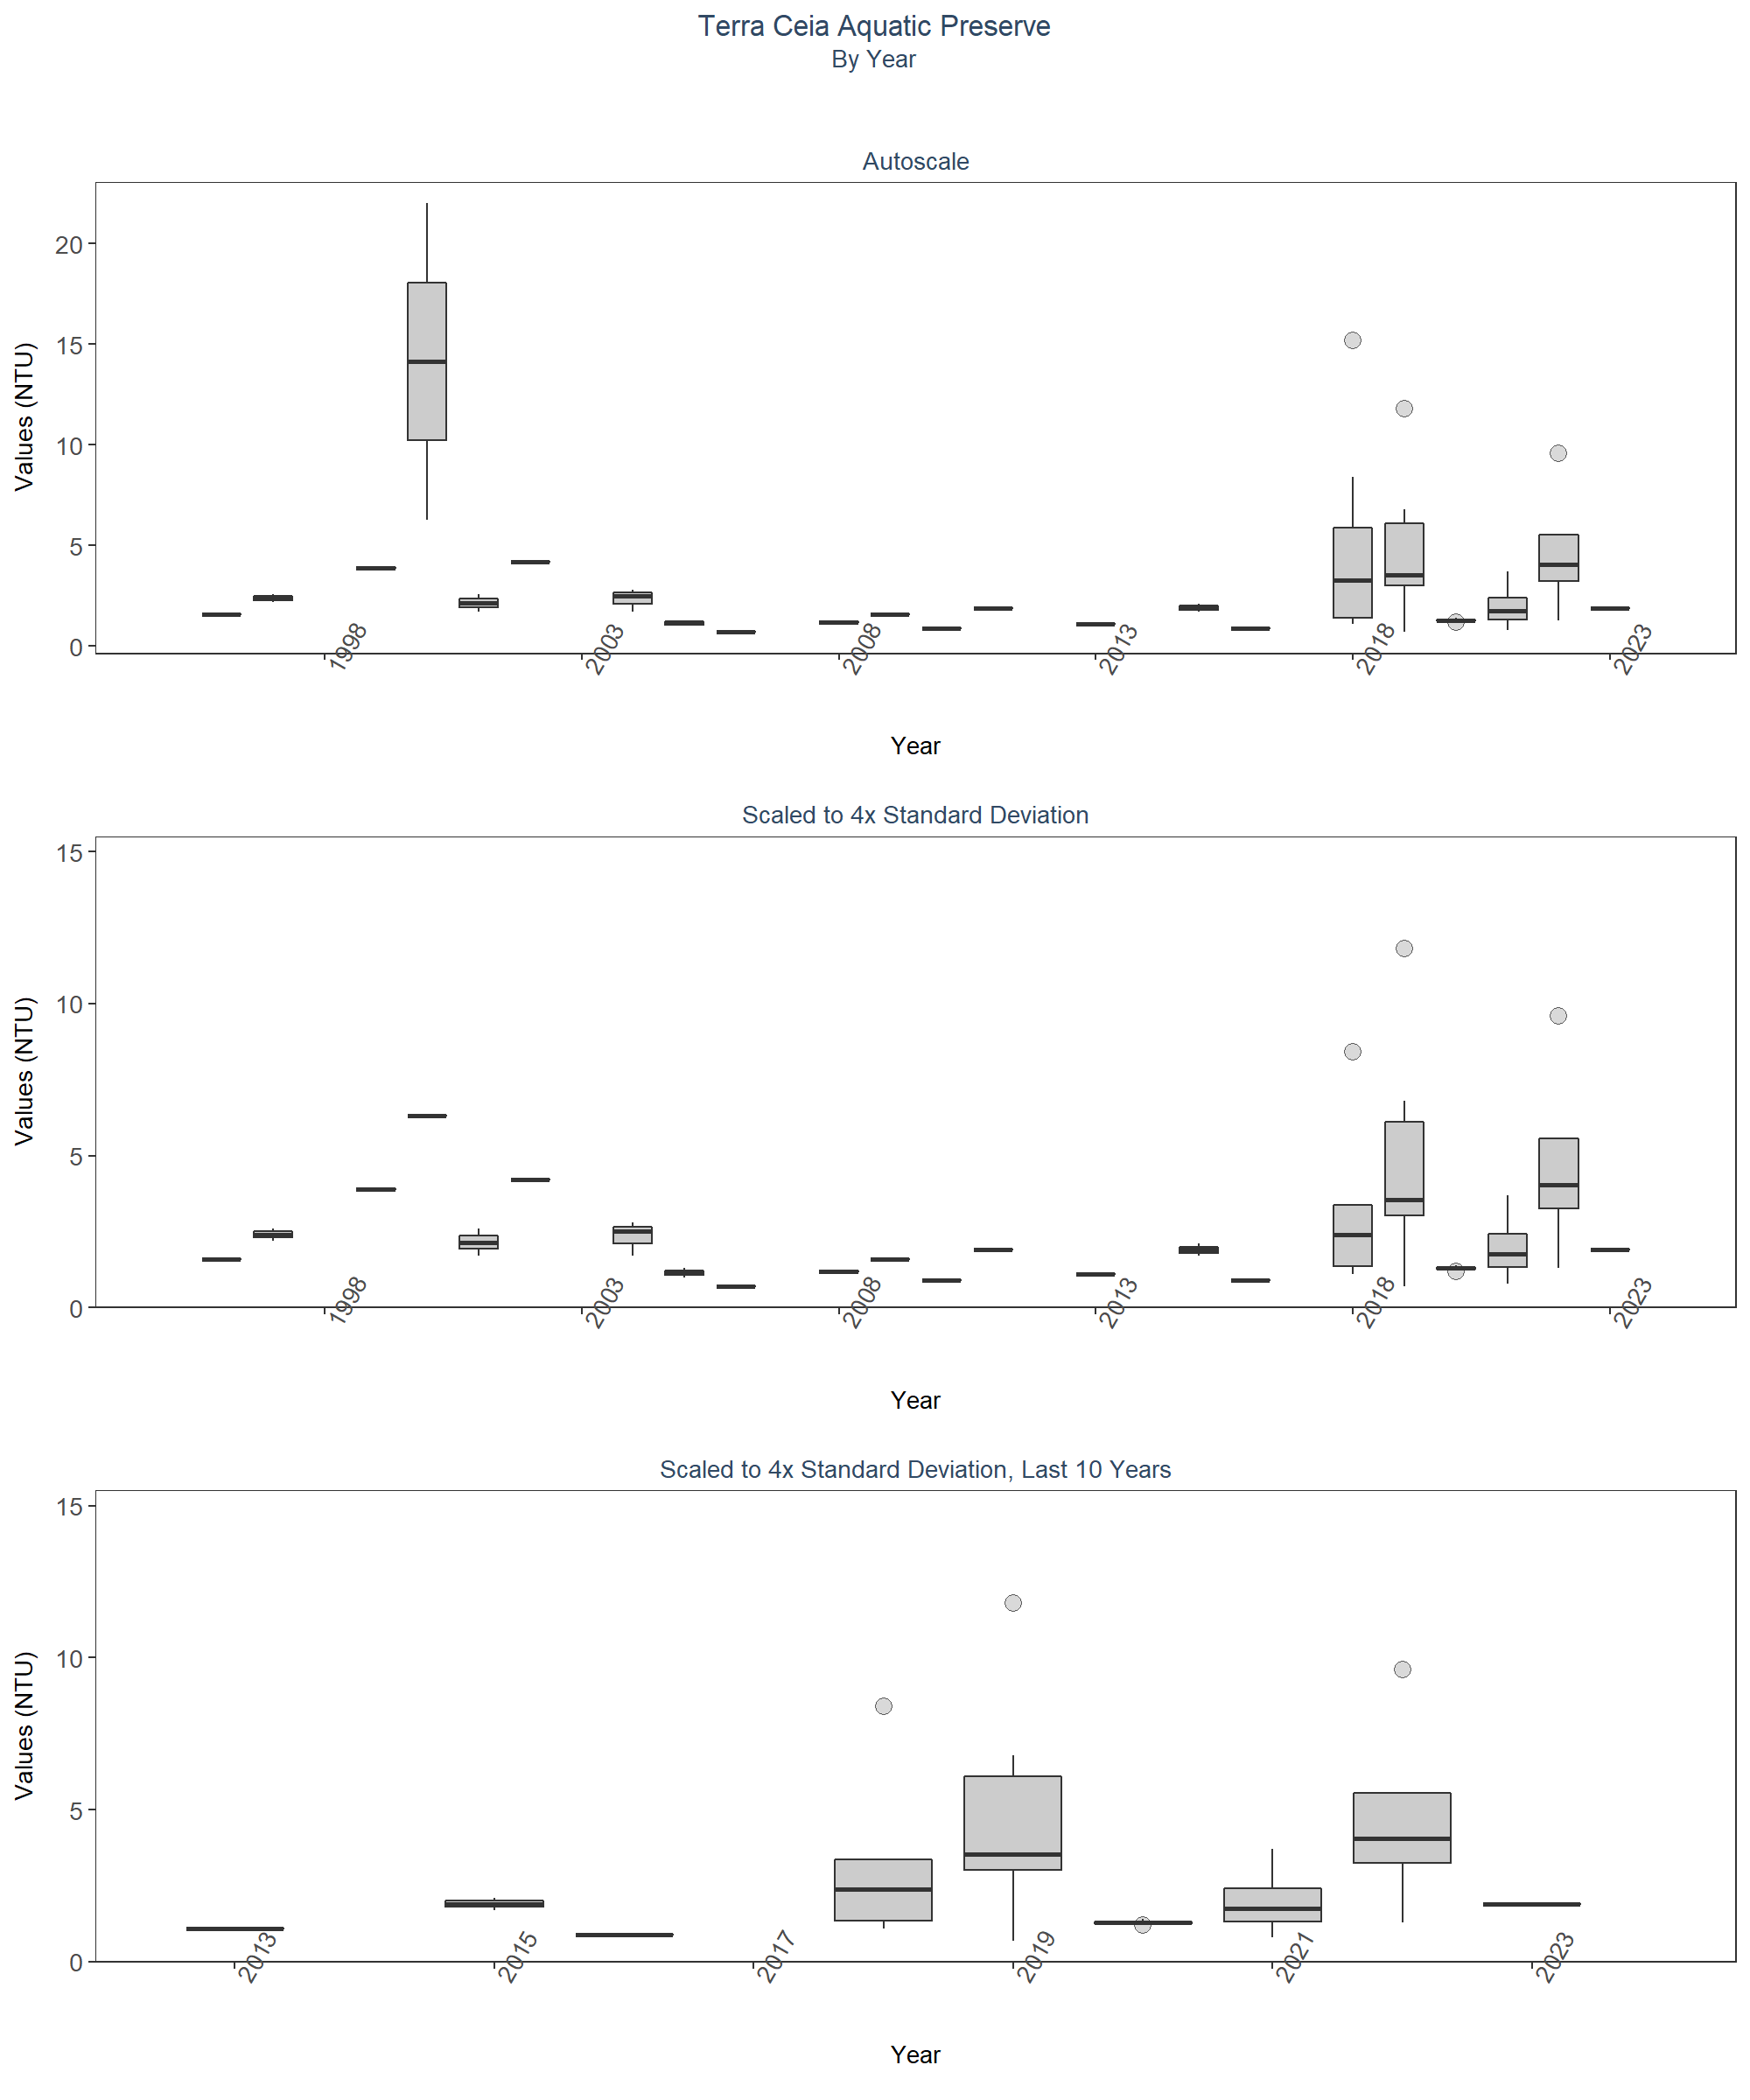 Terra Ceia Aquatic Preserve
By Year
Autoscale
Values (NTU)
20
15
10
5
0
1998
2003
2008
2013
2018
2023
Year
Scaled to 4x Standard Deviation
Values (NTU)
15
10
5
0
1998
2003
2008
2013
2018
2023
Year
Scaled to 4x Standard Deviation, Last 10 Years
Values (NTU)
15
10
5
0
2013
2015
2017
2019
2021
2023
Year